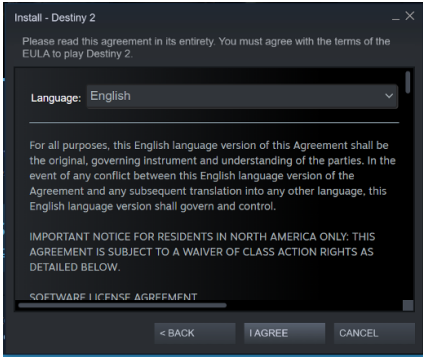 Install - Destiny 2
Please read this agreement in its entirety. You must agree with the terms of the
EULA to play Destiny 2.
Language: English
For all purposes, this English language version of this Agreement shall be
the original, governing instrument and understanding of the parties. In the
event of any conflict between this English language version of the
Agreement and any subsequent translation into any other language, this
English language version shall govern and control.
IMPORTANT NOTICE FOR RESIDENTS IN NORTH AMERICA ONLY: THIS
AGREEMENT IS SUBJECT TO A WAIVER OF CLASS ACTION RIGHTS AS
DETAILED BELOW.
SOFTWARE LICENSE AGREEMENT
< BACK I AGREE CANCEL